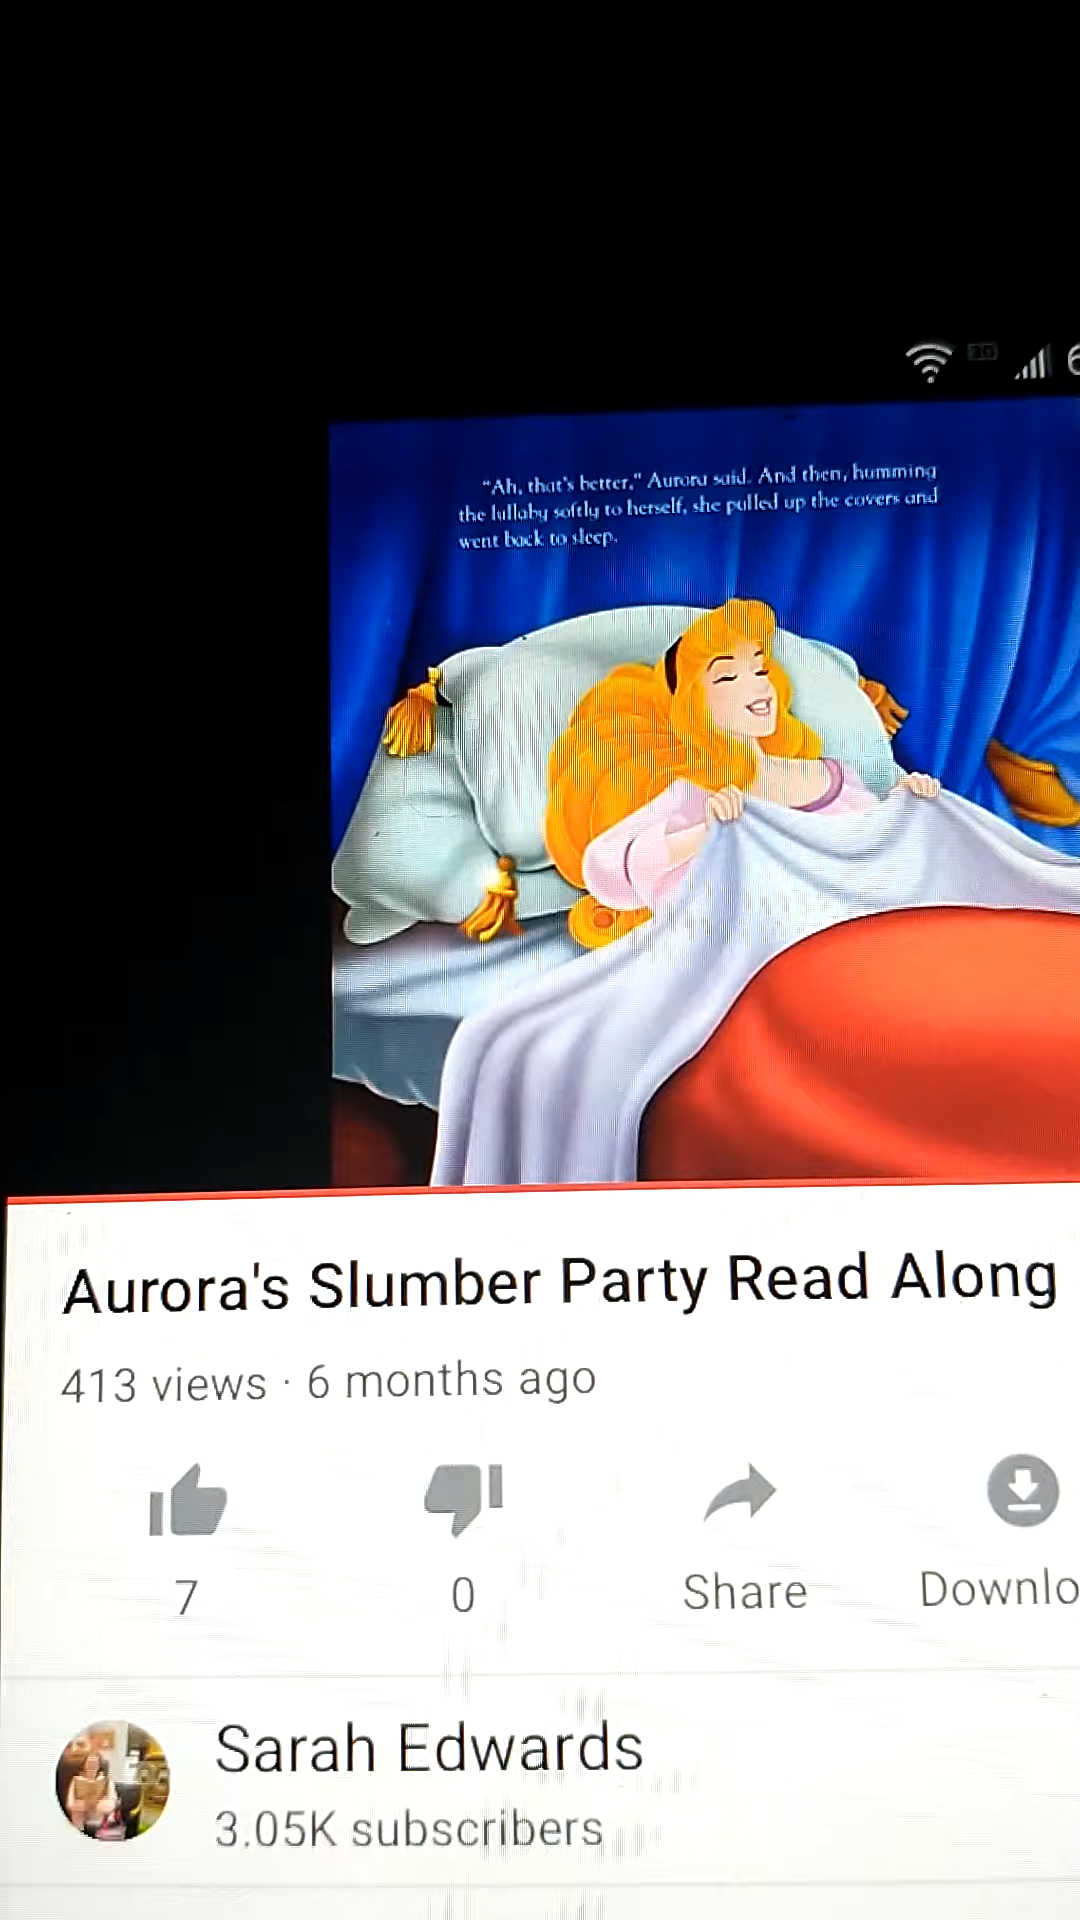 "Ah, that's better," Aurora said. And then, humming
the lullaby softly to herself, she pulled up the covers and
went back to sleep.
Aurora's Slumber Party Read Along
413 views · 6 months ago
7
0
Share
Downlo
Sarah Edwards
3.05K subscribers